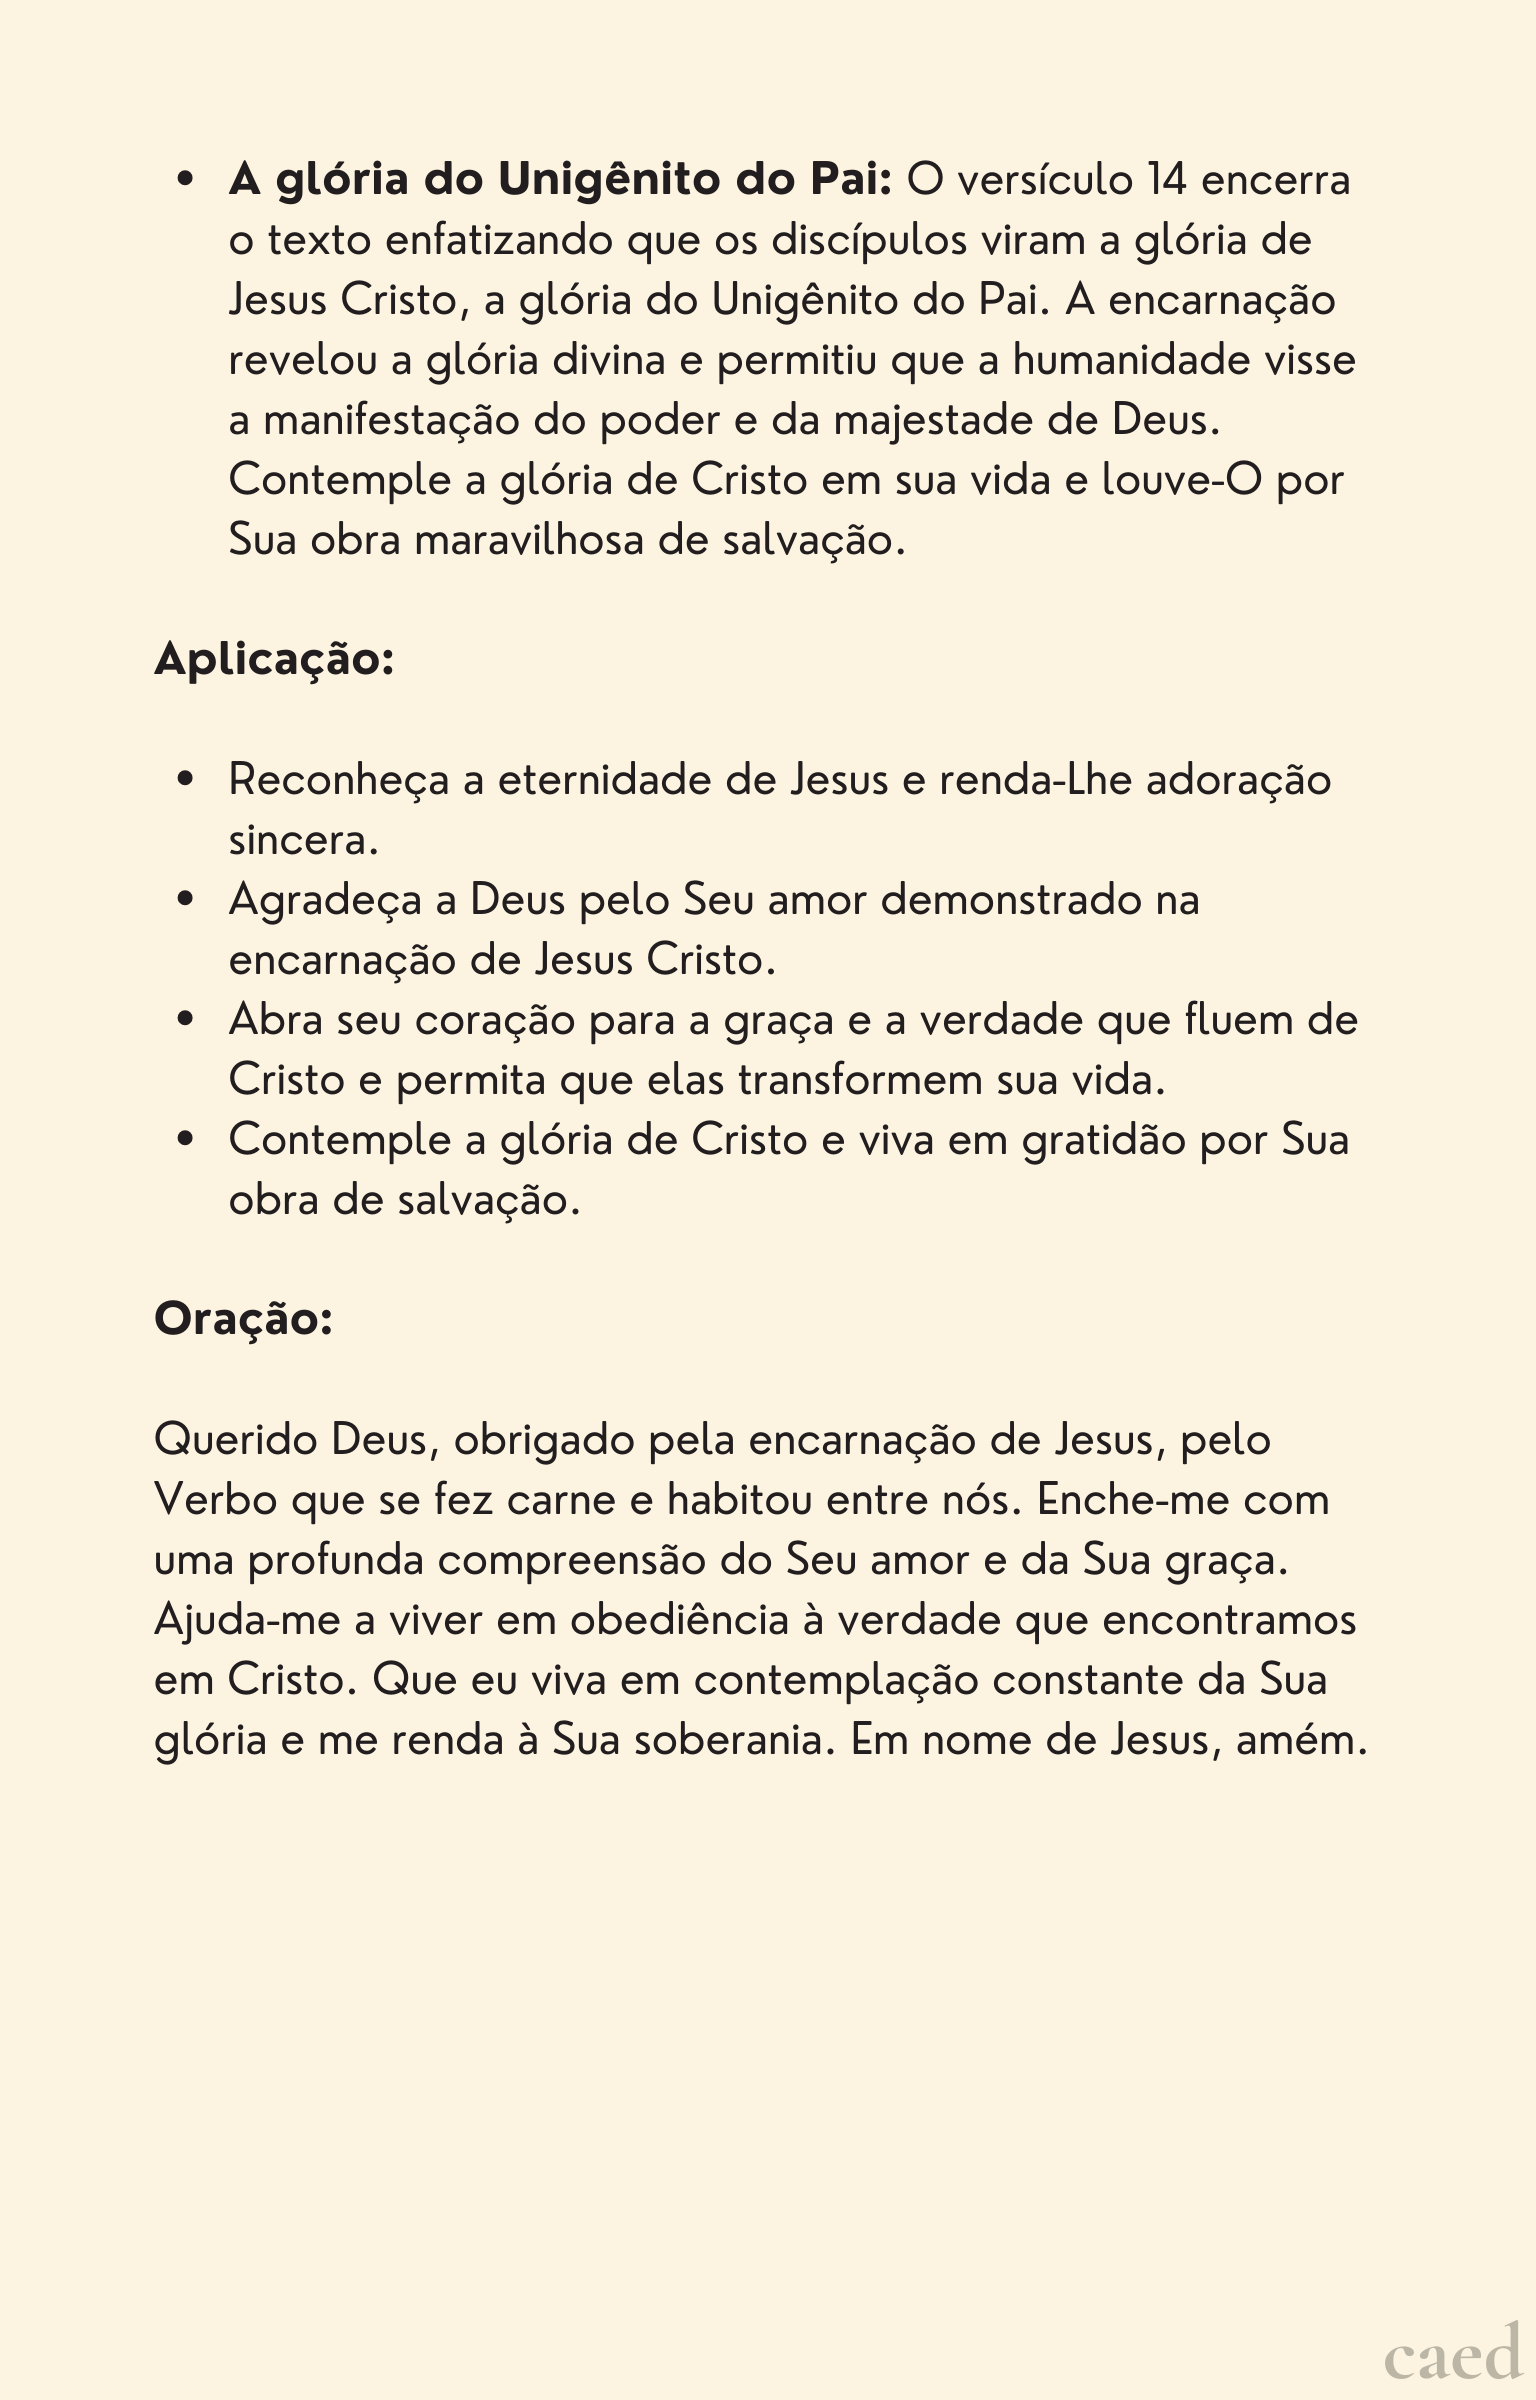 • A glória do Unigênito do Pai: O versículo 14 encerra
o texto enfatizando que os discípulos viram a glória de
Jesus Cristo, a glória do Unigênito do Pai. A encarnação
revelou a glória divina e permitiu que a humanidade visse
a manifestação do poder e da majestade de Deus.
Contemple a glória de Cristo em sua vida e louve-O por
Sua obra maravilhosa de salvação.
Aplicação:
• Reconheça a eternidade de Jesus e renda-Lhe adoração
sincera.
• Agradeça a Deus pelo Seu amor demonstrado na
encarnação de Jesus Cristo.
• Abra seu coração para a graça e a verdade que fluem de
Cristo e permita que elas transformem sua vida.
• Contemple a glória de Cristo e viva em gratidão por Sua
obra de salvação.
Oração:
Querido Deus, obrigado pela encarnação de Jesus, pelo
Verbo que se fez carne e habitou entre nós. Enche-me com
uma profunda compreensão do Seu amor e da Sua graça.
Ajuda-me a viver em obediência à verdade que encontramos
em Cristo. Que eu viva em contemplação constante da Sua
glória e me renda à Sua soberania. Em nome de Jesus, amém.
caed